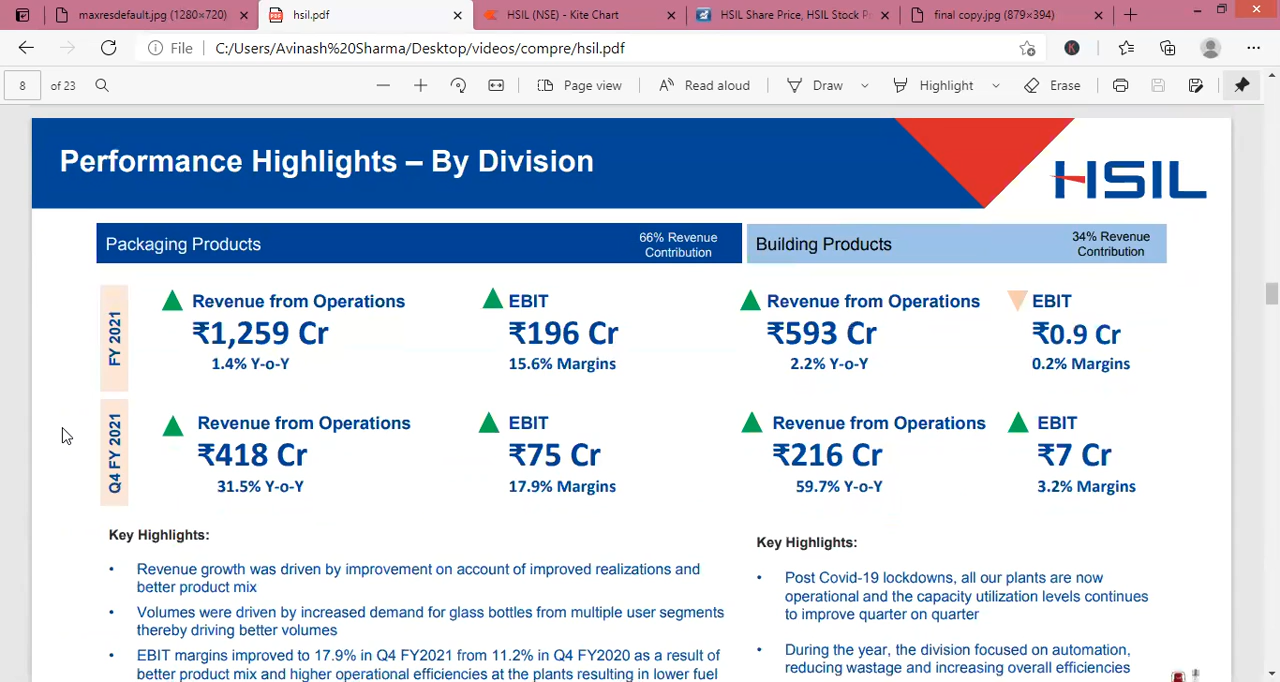 maxresdefault.jpg (1280×720)
hsil.pdf
HSIL (NSE) - Kite Chart
HSIL Share Price, HSIL Stock P
final copy.jpg (879×394)
File
C:/Users/Avinash%20Sharma/Desktop/videos/compre/hsil.pdf
8 of 23
Page view
Read aloud
Draw
Highlight
Erase
Performance Highlights – By Division
HSIL
Packaging Products
66% Revenue
Contribution
Building Products
34% Revenue
Contribution
FY 2021
Revenue from Operations
₹1,259 Cr
1.4% Y-o-Y
EBIT
₹196 Cr
15.6% Margins
Revenue from Operations
₹593 Cr
2.2% Y-o-Y
EBIT
₹0.9 Cr
0.2% Margins
Q4 FY 2021
Revenue from Operations
₹418 Cr
31.5% Y-o-Y
EBIT
₹75 Cr
17.9% Margins
Revenue from Operations
₹216 Cr
59.7% Y-o-Y
EBIT
₹7 Cr
3.2% Margins
Key Highlights:
• Revenue growth was driven by improvement on account of improved realizations and
better product mix
• Volumes were driven by increased demand for glass bottles from multiple user segments
thereby driving better volumes
• EBIT margins improved to 17.9% in Q4 FY2021 from 11.2% in Q4 FY2020 as a result of
better product mix and higher operational efficiencies at the plants resulting in lower fuel
Key Highlights:
• Post Covid-19 lockdowns, all our plants are now
operational and the capacity utilization levels continues
to improve quarter on quarter
• During the year, the division focused on automation,
reducing wastage and increasing overall efficiencies